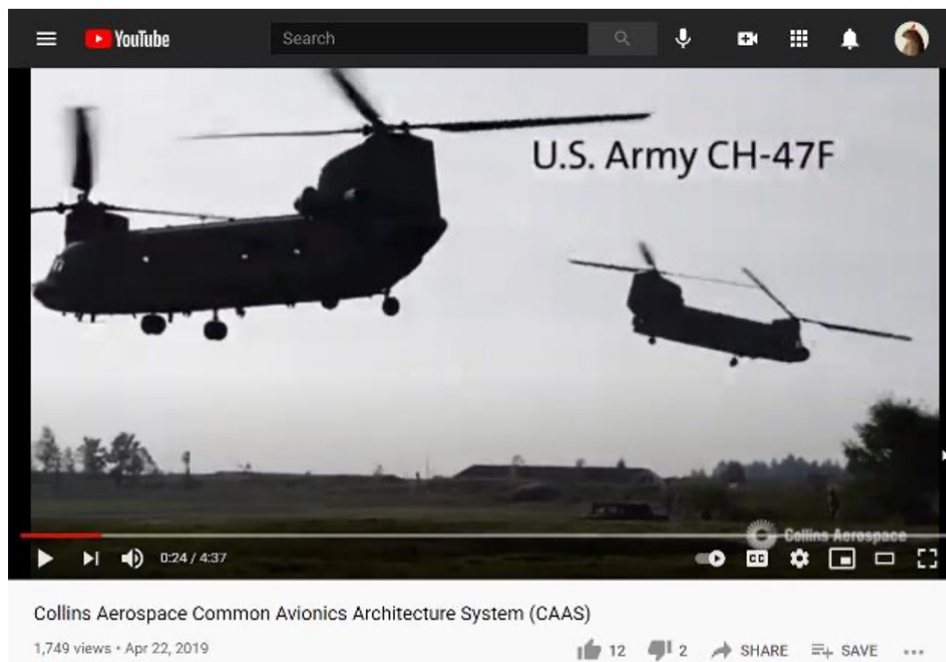 YouTube
Search
U.S. Army CH-47F
Collins Aerospace
0:24 / 4:37
CC
Collins Aerospace Common Avionics Architecture System (CAAS)
1,749 views • Apr 22, 2019
12
2
SHARE
SAVE